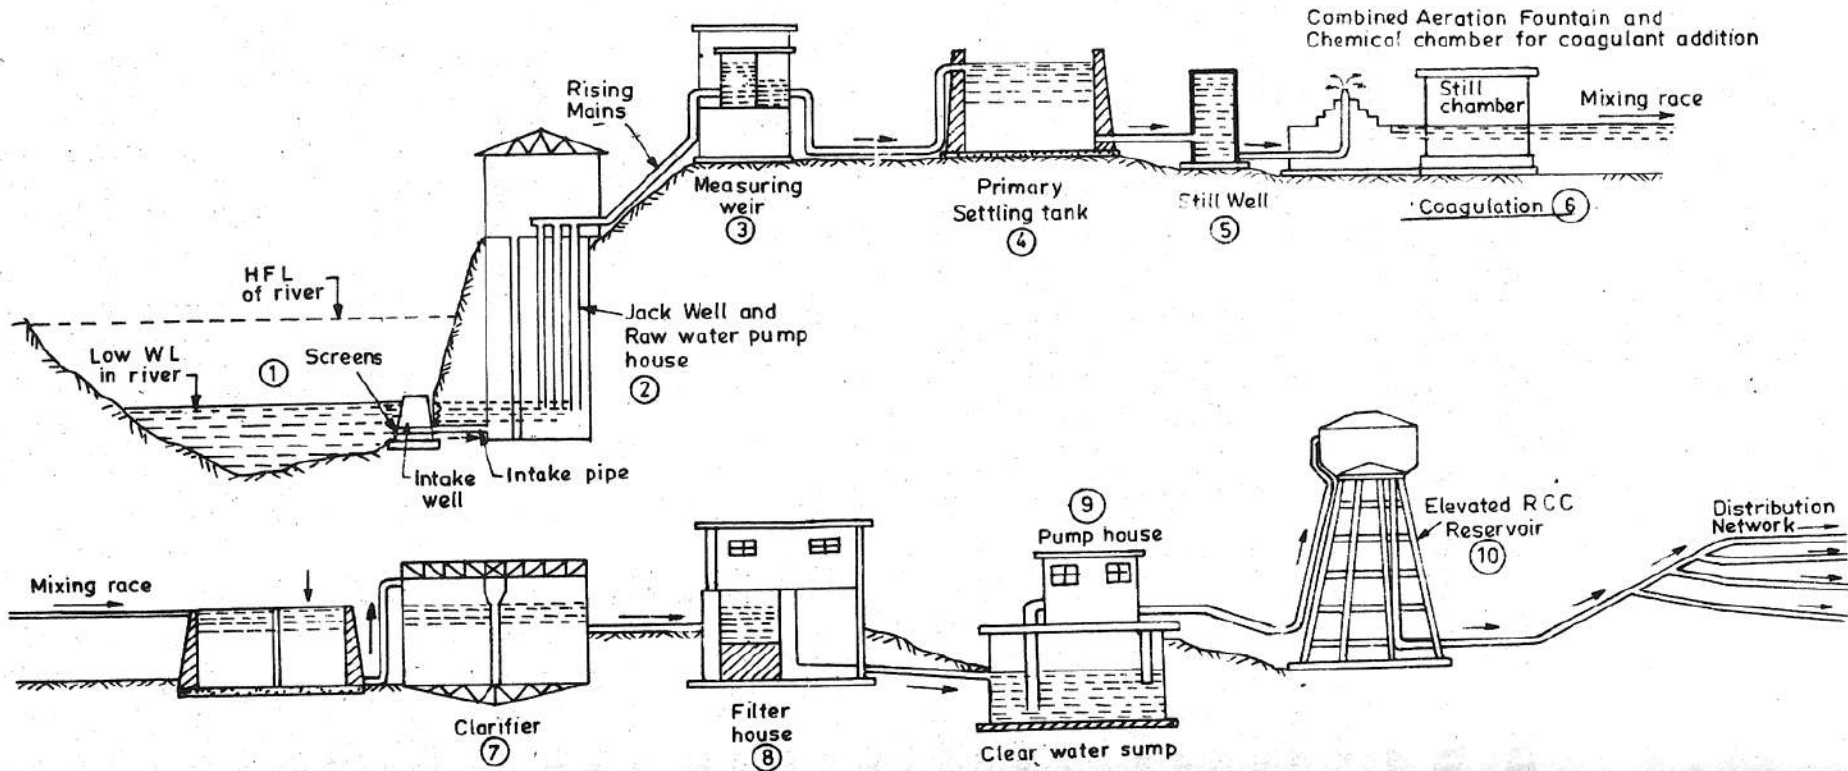 Combined Aeration Fountain and
Chemical chamber for coagulant addition
Rising
Mains
Still
chamber
Mixing race
Measuring
weir
3
Primary
Settling tank
4
Still Well
5
Coagulation 6
HFL
of river
Jack Well and
Raw water pump
house
2
Low WL
in river
1
Screens
Intake
well
Intake pipe
9
Pump house
Elevated RCC
Reservoir
10
Distribution
Network
Mixing race
Clarifier
7
Filter
house
8
Clear water sump